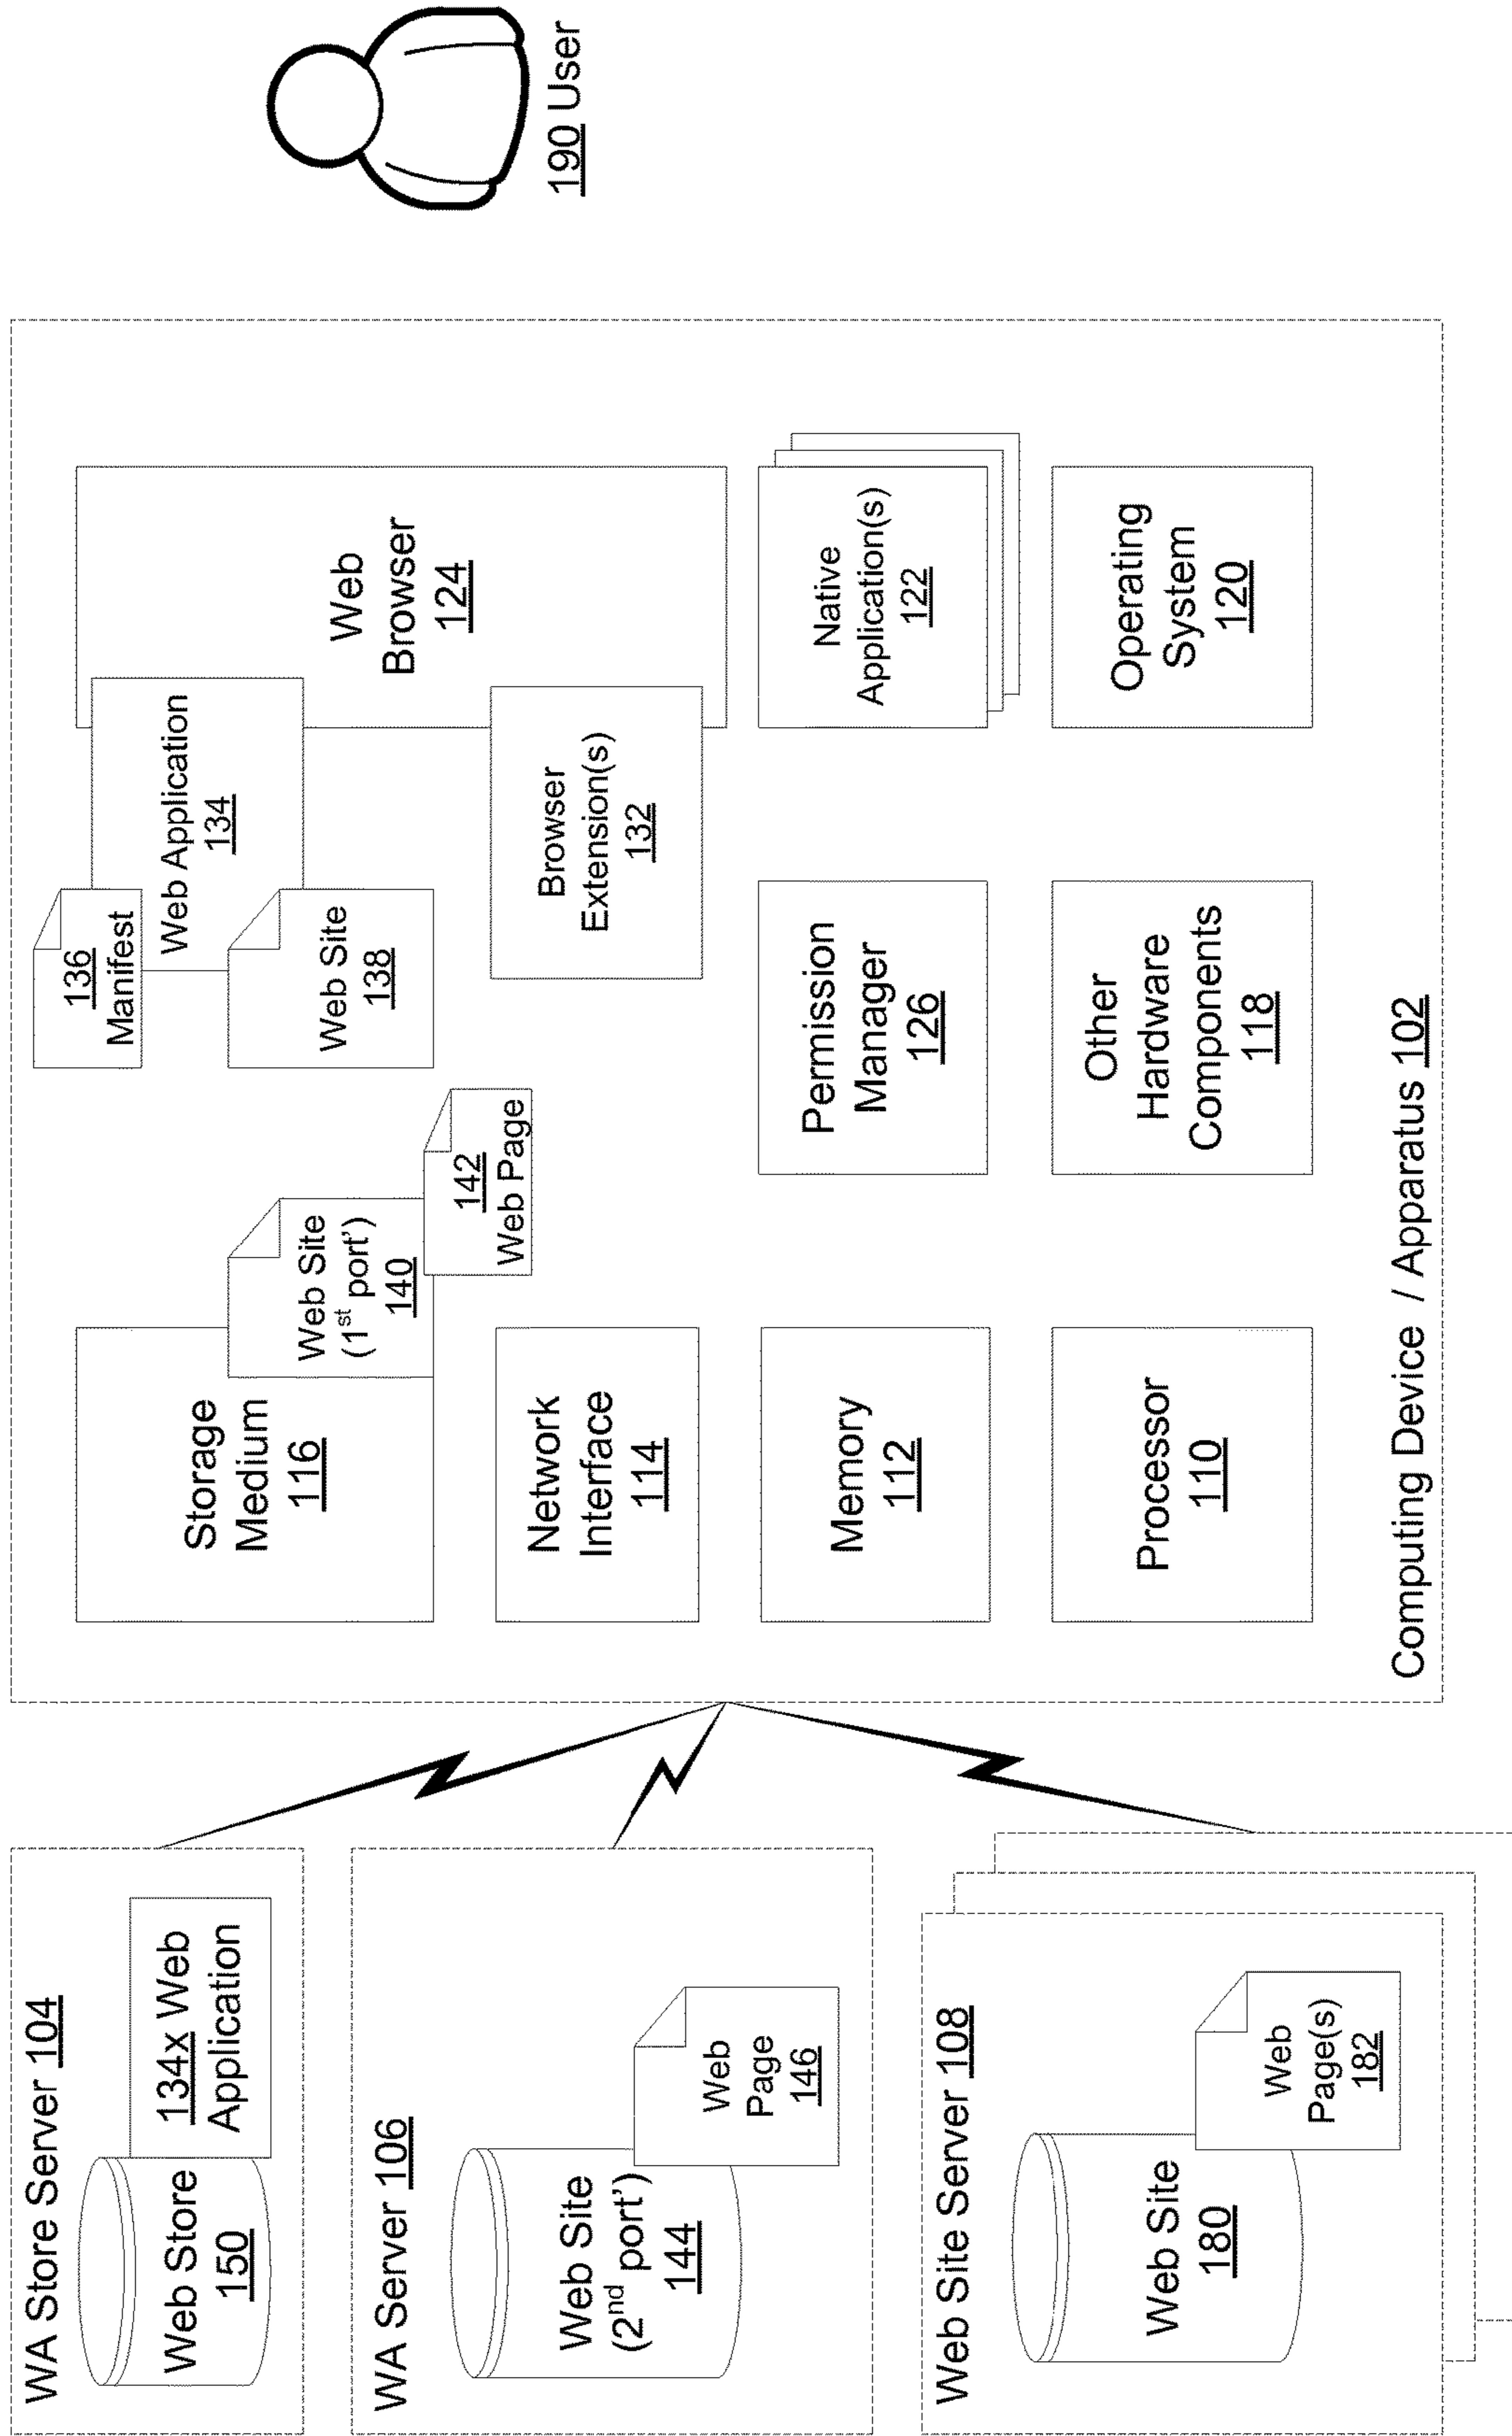 WA Store Server 104
Web Store
150
134x Web
Application
WA Server 106
Web Site
(2nd port’)
144
Web
Page
146
Web Site Server 108
Web Site
180
Web
Page(s)
182
Storage
Medium
116
Web Site
(1st port’)
140
142
Web Page
136
Manifest
Web Application
134
Web Site
138
Web
Browser
124
Network
Interface
114
Browser
Extension(s)
132
Memory
112
Permission
Manager
126
Native
Application(s)
122
Processor
110
Other
Hardware
Components
118
Operating
System
120
Computing Device / Apparatus 102
190 User